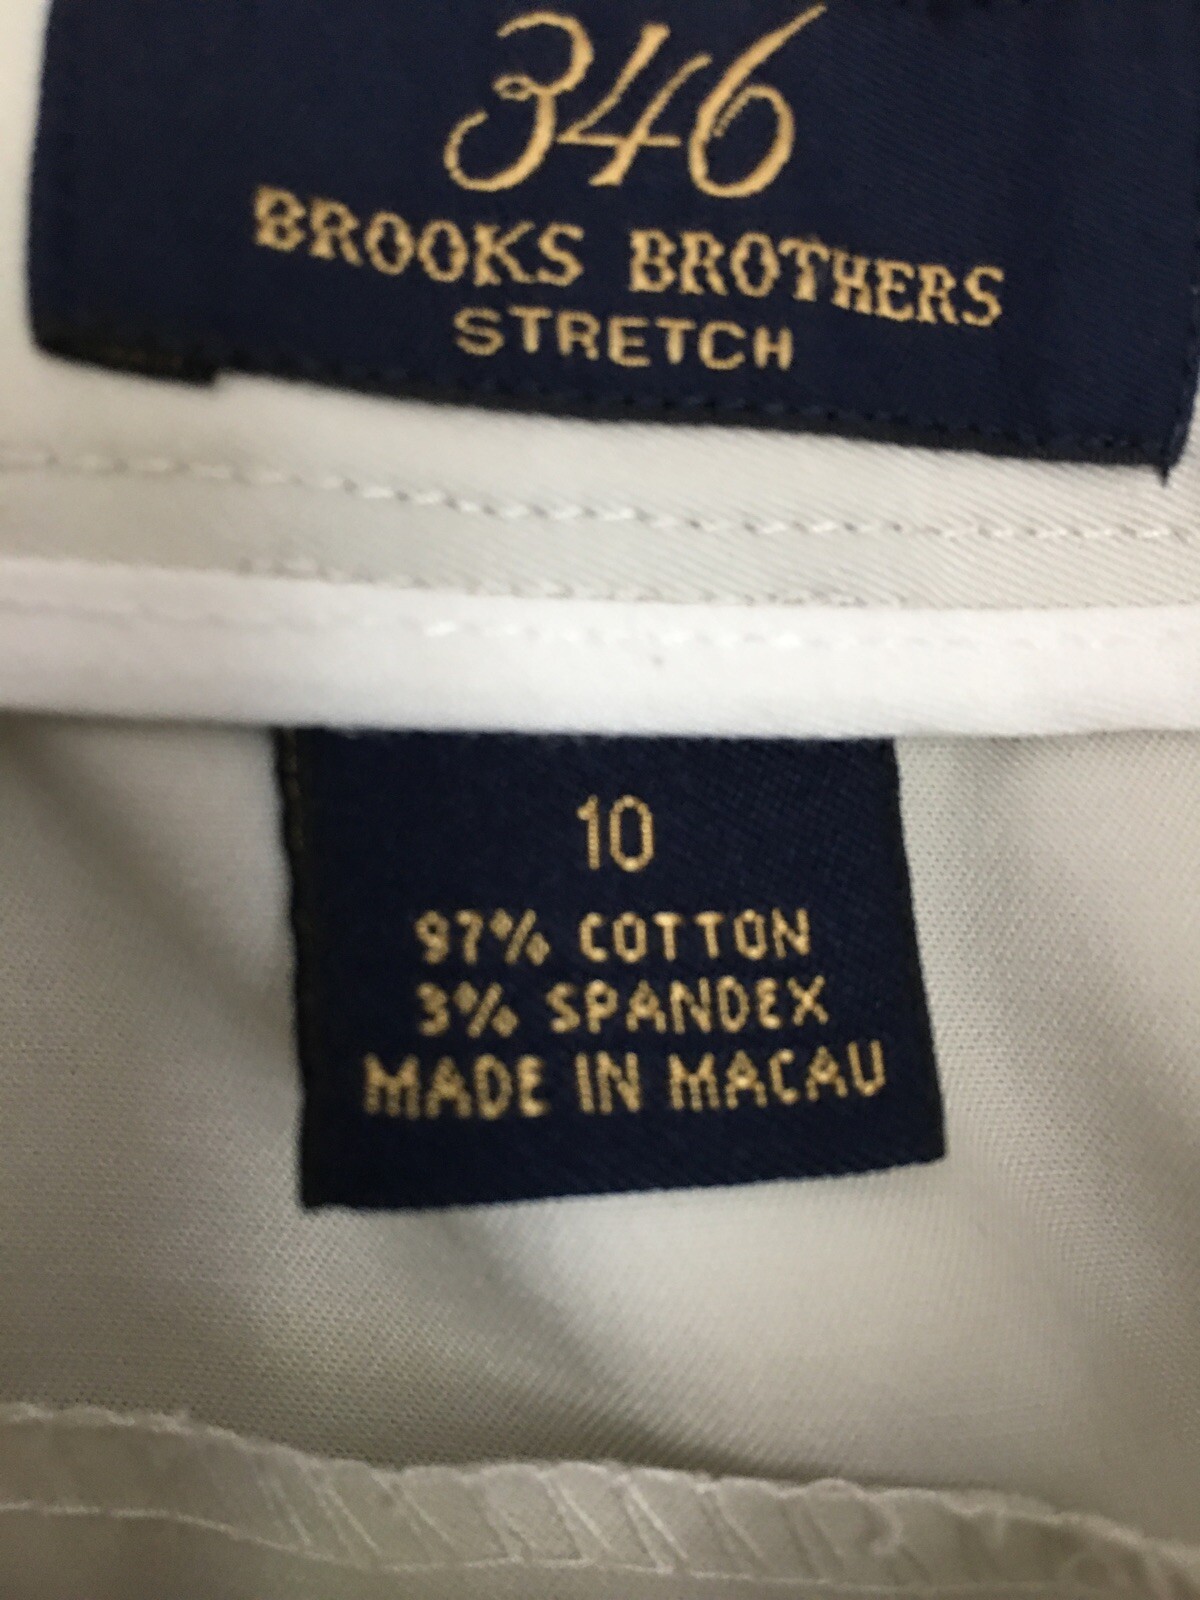 346
BROOKS BROTHERS
STRETCH
10
97% COTTON
3% SPANDEX
MADE IN MACAU